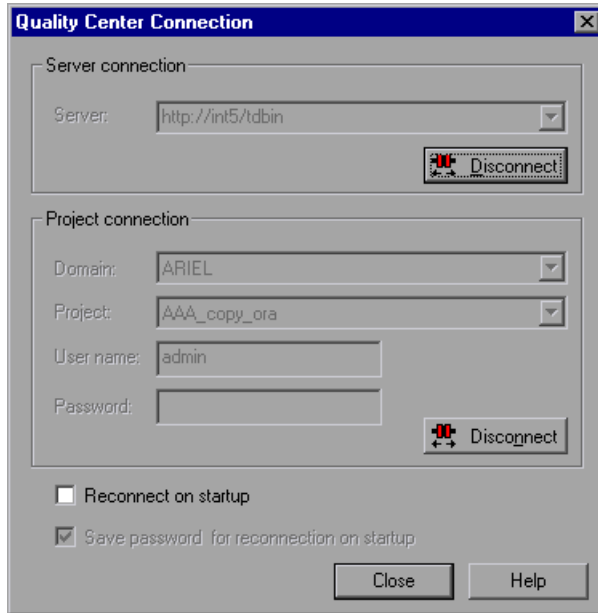 Quality Center Connection
Server connection
Server: http://int5/tdbin
Disconnect
Project connection
Domain: ARIEL
Project: AAA_copy_ora
User name: admin
Password:
Disconnect
Reconnect on startup
Save password for reconnection on startup
Close Help